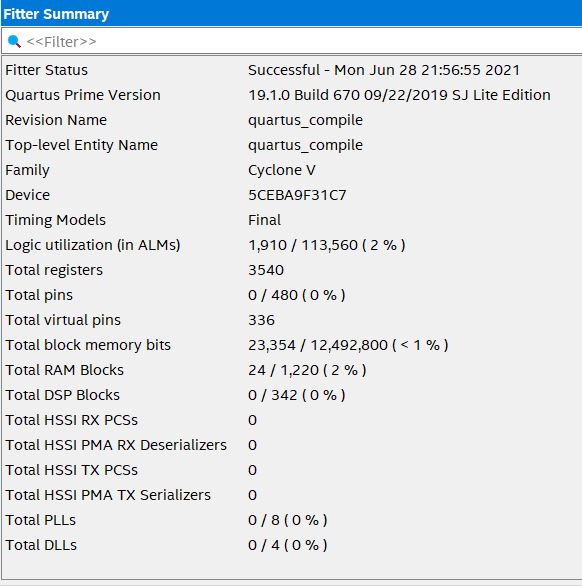 Fitter Summary
<<Filter>>
Fitter Status Successful - Mon Jun 28 21:56:55 2021
Quartus Prime Version 19.1.0 Build 670 09/22/2019 SJ Lite Edition
Revision Name quartus_compile
Top-level Entity Name quartus_compile
Family Cyclone V
Device 5CEBA9F31C7
Timing Models Final
Logic utilization (in ALMs) 1,910 / 113,560 ( 2 % )
Total registers 3540
Total pins 0 / 480 ( 0 % )
Total virtual pins 336
Total block memory bits 23,354 / 12,492,800 ( < 1 % )
Total RAM Blocks 24 / 1,220 ( 2 % )
Total DSP Blocks 0 / 342 ( 0 % )
Total HSSI RX PCSs 0
Total HSSI PMA RX Deserializers 0
Total HSSI TX PCSs 0
Total HSSI PMA TX Serializers 0
Total PLLs 0 / 8 ( 0 % )
Total DLLs 0 / 4 ( 0 % )